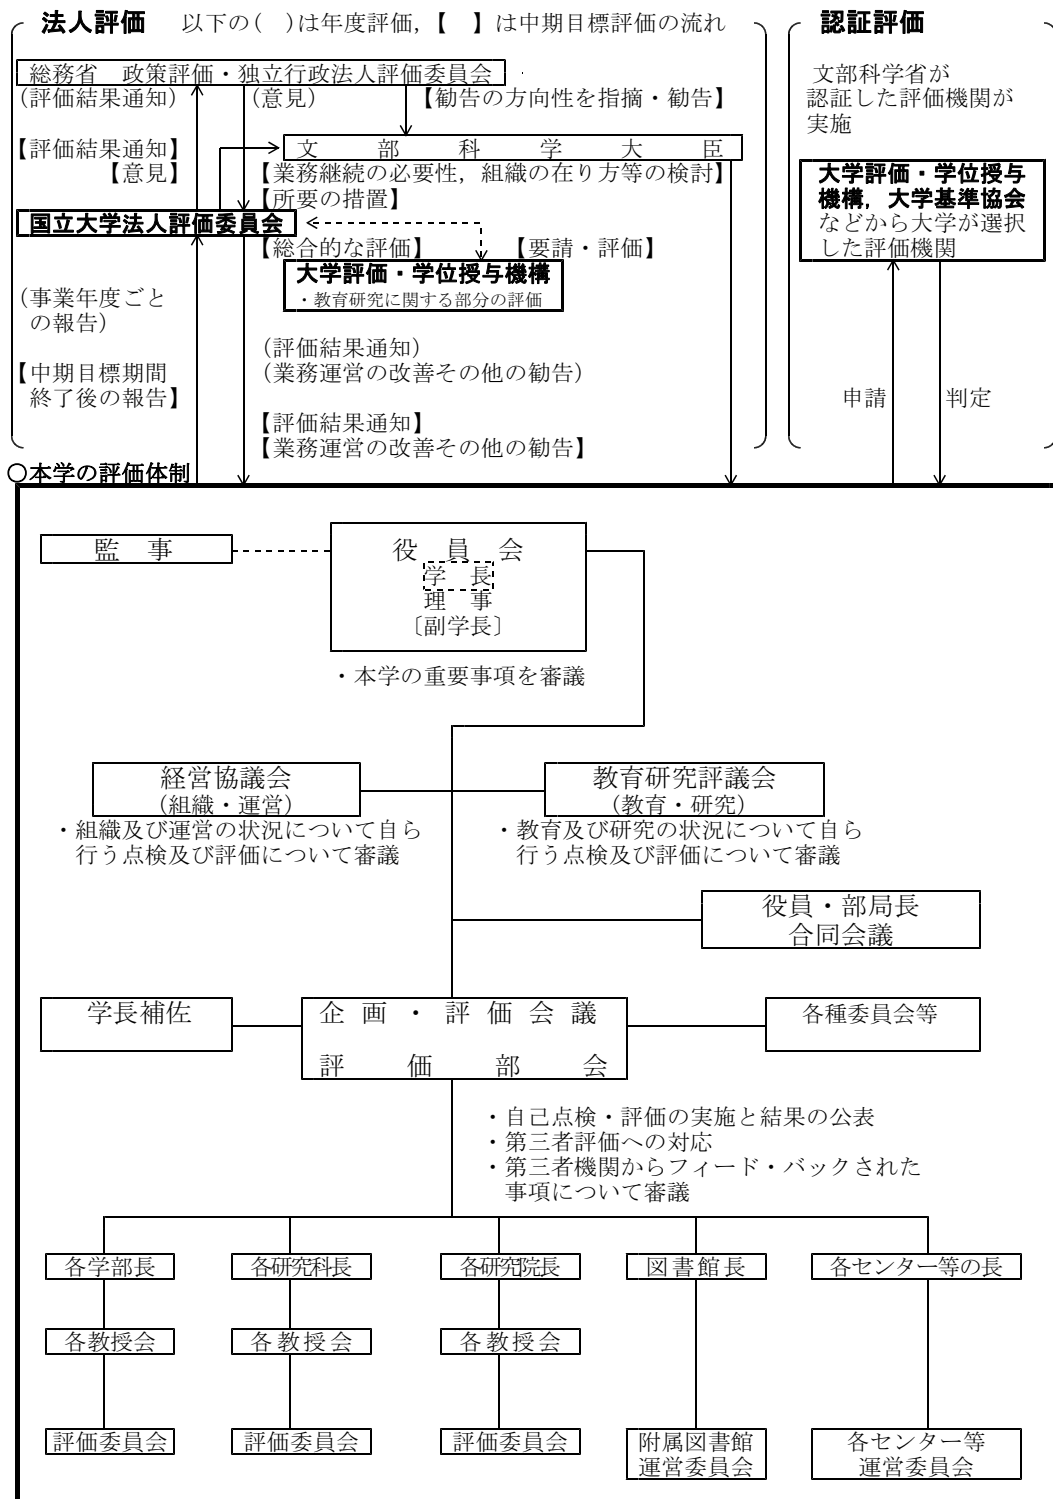 法人評価　以下の(　)は年度評価,【　】は中期目標評価の流れ
総務省　政策評価・独立行政法人評価委員会
(評価結果通知)
(意見)
【勧告の方向性を指摘・勧告】
文部科学大臣
【評価結果通知】
【意見】
【業務継続の必要性，組織の在り方等の検討】
【所要の措置】
国立大学法人評価委員会
【総合的な評価】
【要請・評価】
大学評価・学位授与機構
・教育研究に関する部分の評価
(事業年度ごと
の報告)
(評価結果通知)
(業務運営の改善その他の勧告)
【中期目標期間
終了後の報告】
【評価結果通知】
【業務運営の改善その他の勧告】
認証評価
文部科学省が
認証した評価機関が
実施
大学評価・学位授与
機構，大学基準協会
などから大学が選択
した評価機関
申請
判定
○本学の評価体制
監　事
役　員　会
学　長
理　事
〔副学長〕
・本学の重要事項を審議
経営協議会
(組織・運営)
・組織及び運営の状況について自ら
行う点検及び評価について審議
教育研究評議会
(教育・研究)
・教育及び研究の状況について自ら
行う点検及び評価について審議
役員・部局長
合同会議
学長補佐
企画・評価会議
評価部会
各種委員会等
・自己点検・評価の実施と結果の公表
・第三者評価への対応
・第三者機関からフィード・バックされた
事項について審議
各学部長
各研究科長
各研究院長
図書館長
各センター等の長
各教授会
各教授会
各教授会
評価委員会
評価委員会
評価委員会
附属図書館
運営委員会
各センター等
運営委員会